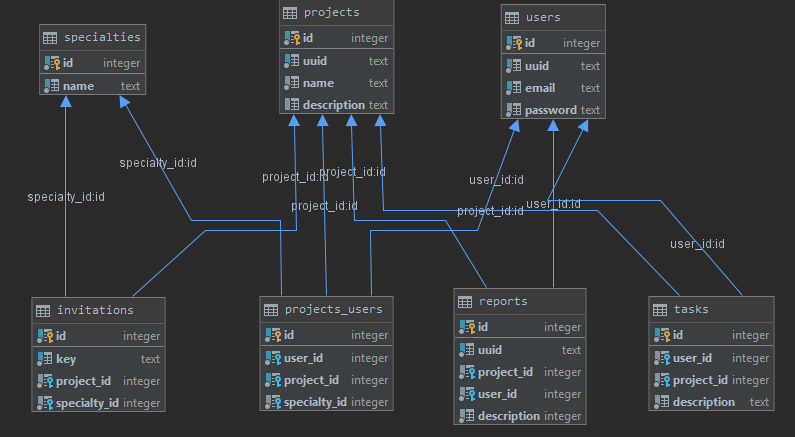 specialties
id integer
name text
projects
id integer
uuid text
name text
description text
users
id integer
uuid text
email text
password text
specialty_id:id
project_id:id
project_id:id
user_id:id
specialty_id:id
project_id:id
project_id:id
user_id:id
user_id:id
invitations
id integer
key text
project_id integer
specialty_id integer
projects_users
id integer
user_id integer
project_id integer
specialty_id integer
reports
id integer
uuid text
project_id integer
user_id integer
description integer
tasks
id integer
user_id integer
project_id integer
description text